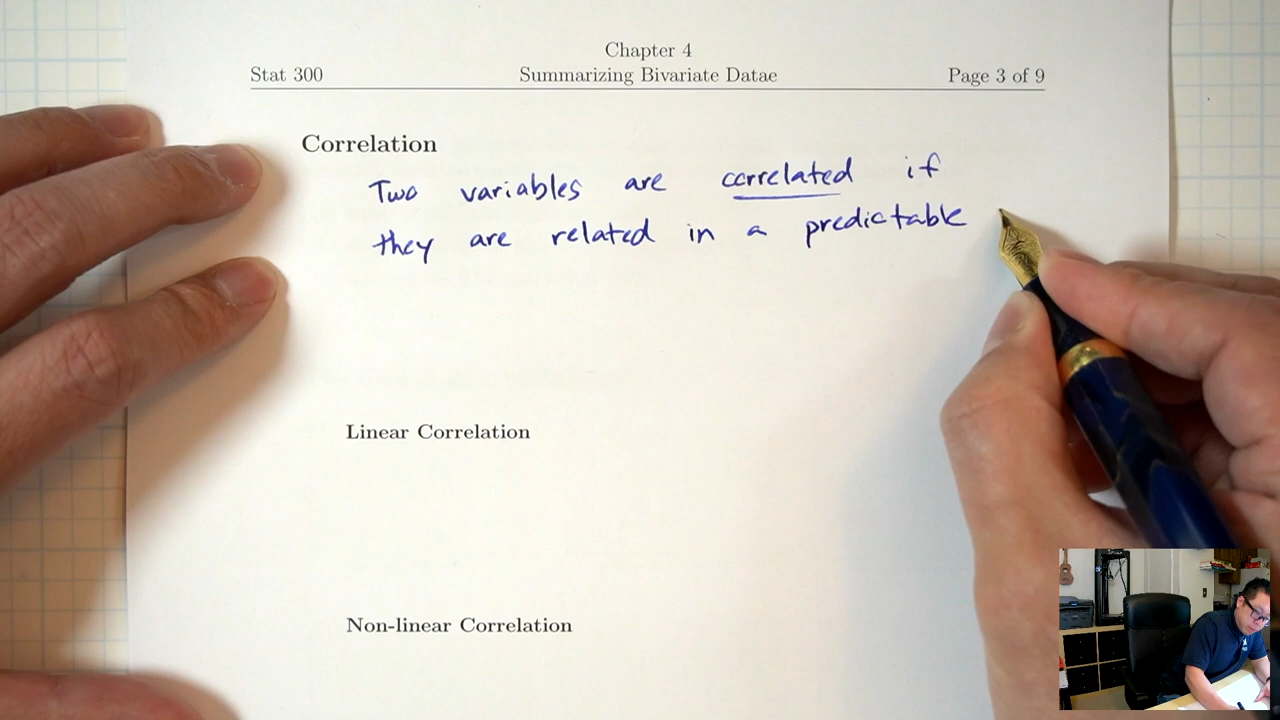 Chapter 4
Stat 300 Summarizing Bivariate Datae Page 3 of 9
Correlation
Two variables are correlated if
they are related in a predictable
Linear Correlation
Non-linear Correlation